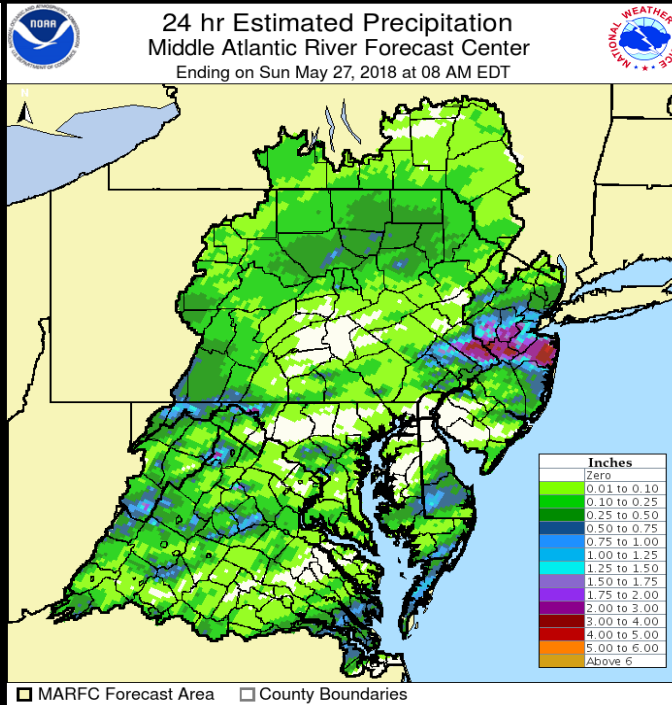 24 hr Estimated Precipitation
Middle Atlantic River Forecast Center
Ending on Sun May 27, 2018 at 08 AM EDT
NOAA
N
Inches
Zero
0.01 to 0.10
0.10 to 0.25
0.25 to 0.50
0.50 to 0.75
0.75 to 1.00
1.00 to 1.25
1.25 to 1.50
1.50 to 1.75
1.75 to 2.00
2.00 to 3.00
3.00 to 4.00
4.00 to 5.00
5.00 to 6.00
Above 6
MARFC Forecast Area County Boundaries